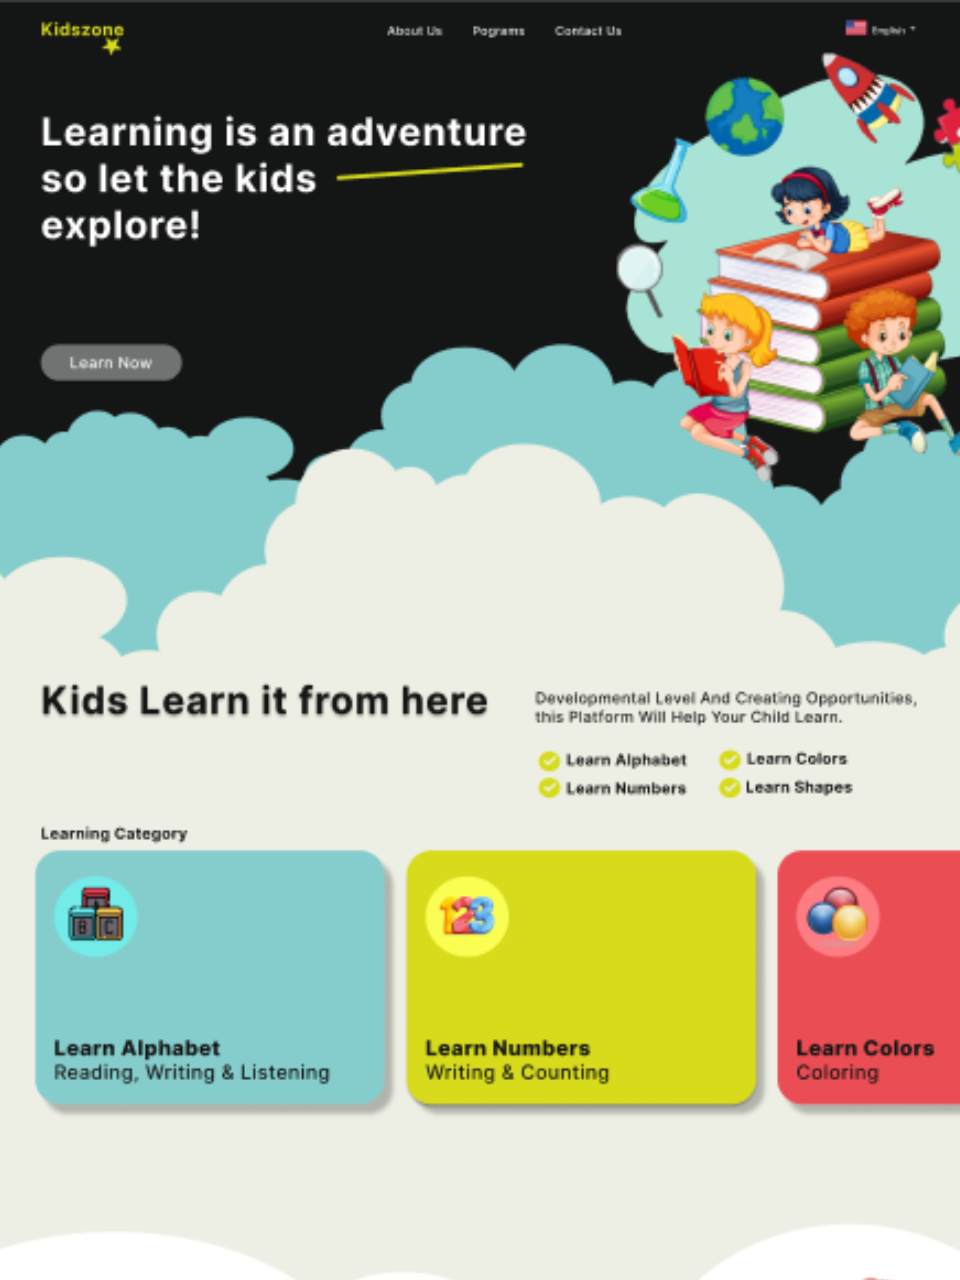 Kidszone
About Us
Pograms
Contact Us
English
Learning is an adventure
so let the kids
explore!
Learn Now
Kids Learn it from here
Developmental Level And Creating Opportunities,
this Platform Will Help Your Child Learn.
Learn Alphabet
Learn Colors
Learn Numbers
Learn Shapes
Learning Category
A
B C
123
Learn Alphabet
Reading, Writing & Listening
Learn Numbers
Writing & Counting
Learn Colors
Coloring